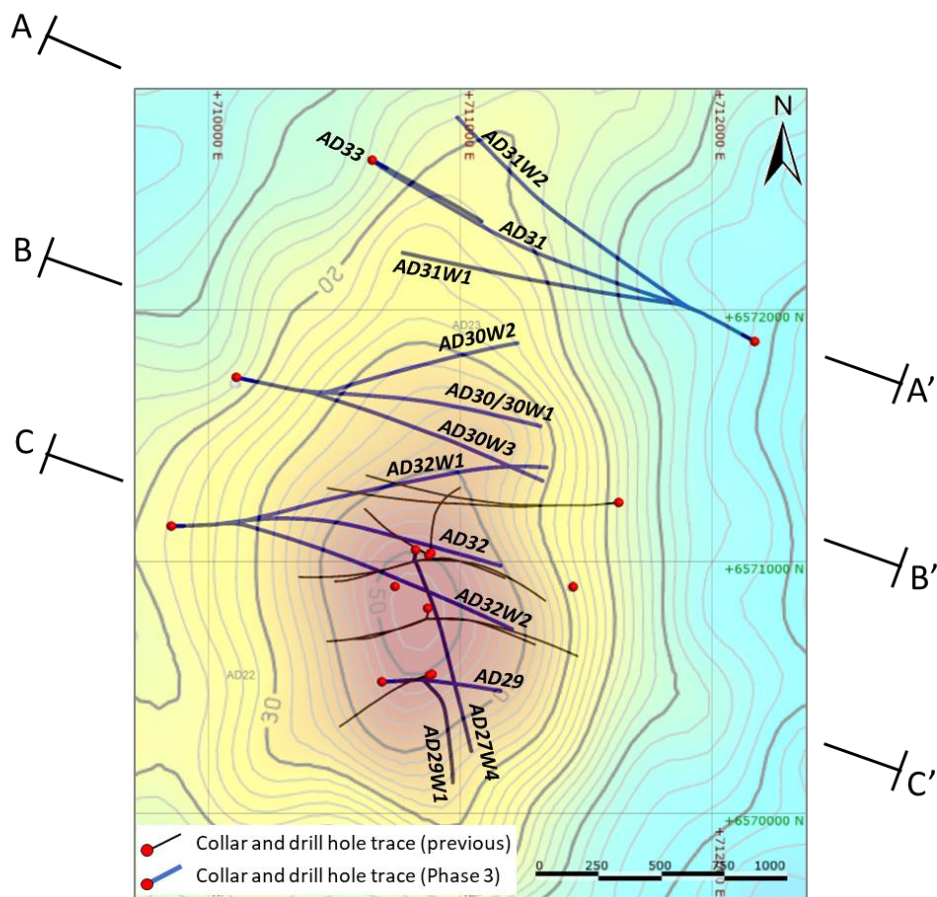 A
+710000 E
+711000 E
+712000 E
N
AD33
AD31W2
AD31
B
AD31W1
20
+6572000 N
AD23
AD30W2
A'
AD30/30W1
C
AD30W3
AD32W1
AD32
B'
+6571000 N
50
AD32W2
AD22
AD29
30
AD29W1
AD27W4
C'
+6570000 N
Collar and drill hole trace (previous)
Collar and drill hole trace (Phase 3)
0 250 500 750 1000